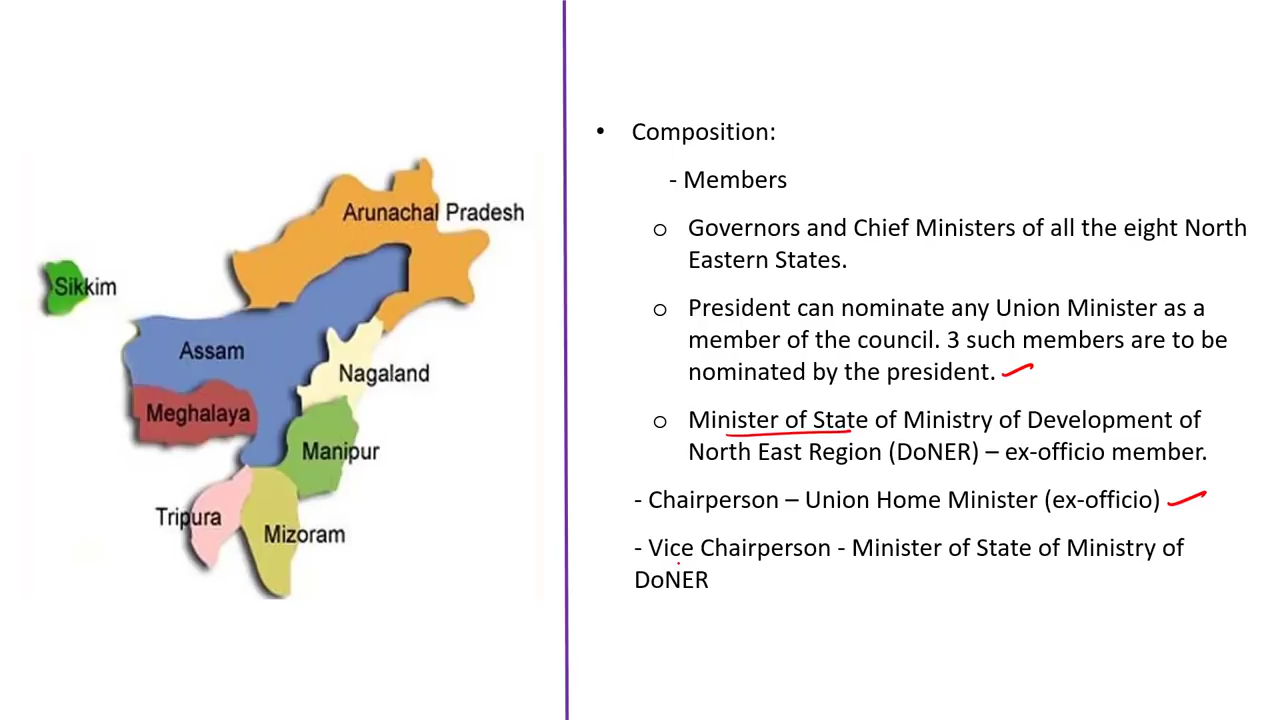 Arunachal Pradesh
Sikkim
Assam
Nagaland
Meghalaya
Manipur
Tripura
Mizoram
• Composition:
- Members
o Governors and Chief Ministers of all the eight North
Eastern States.
o President can nominate any Union Minister as a
member of the council. 3 such members are to be
nominated by the president.
o Minister of State of Ministry of Development of
North East Region (DoNER) – ex-officio member.
- Chairperson – Union Home Minister (ex-officio)
- Vice Chairperson - Minister of State of Ministry of
DoNER